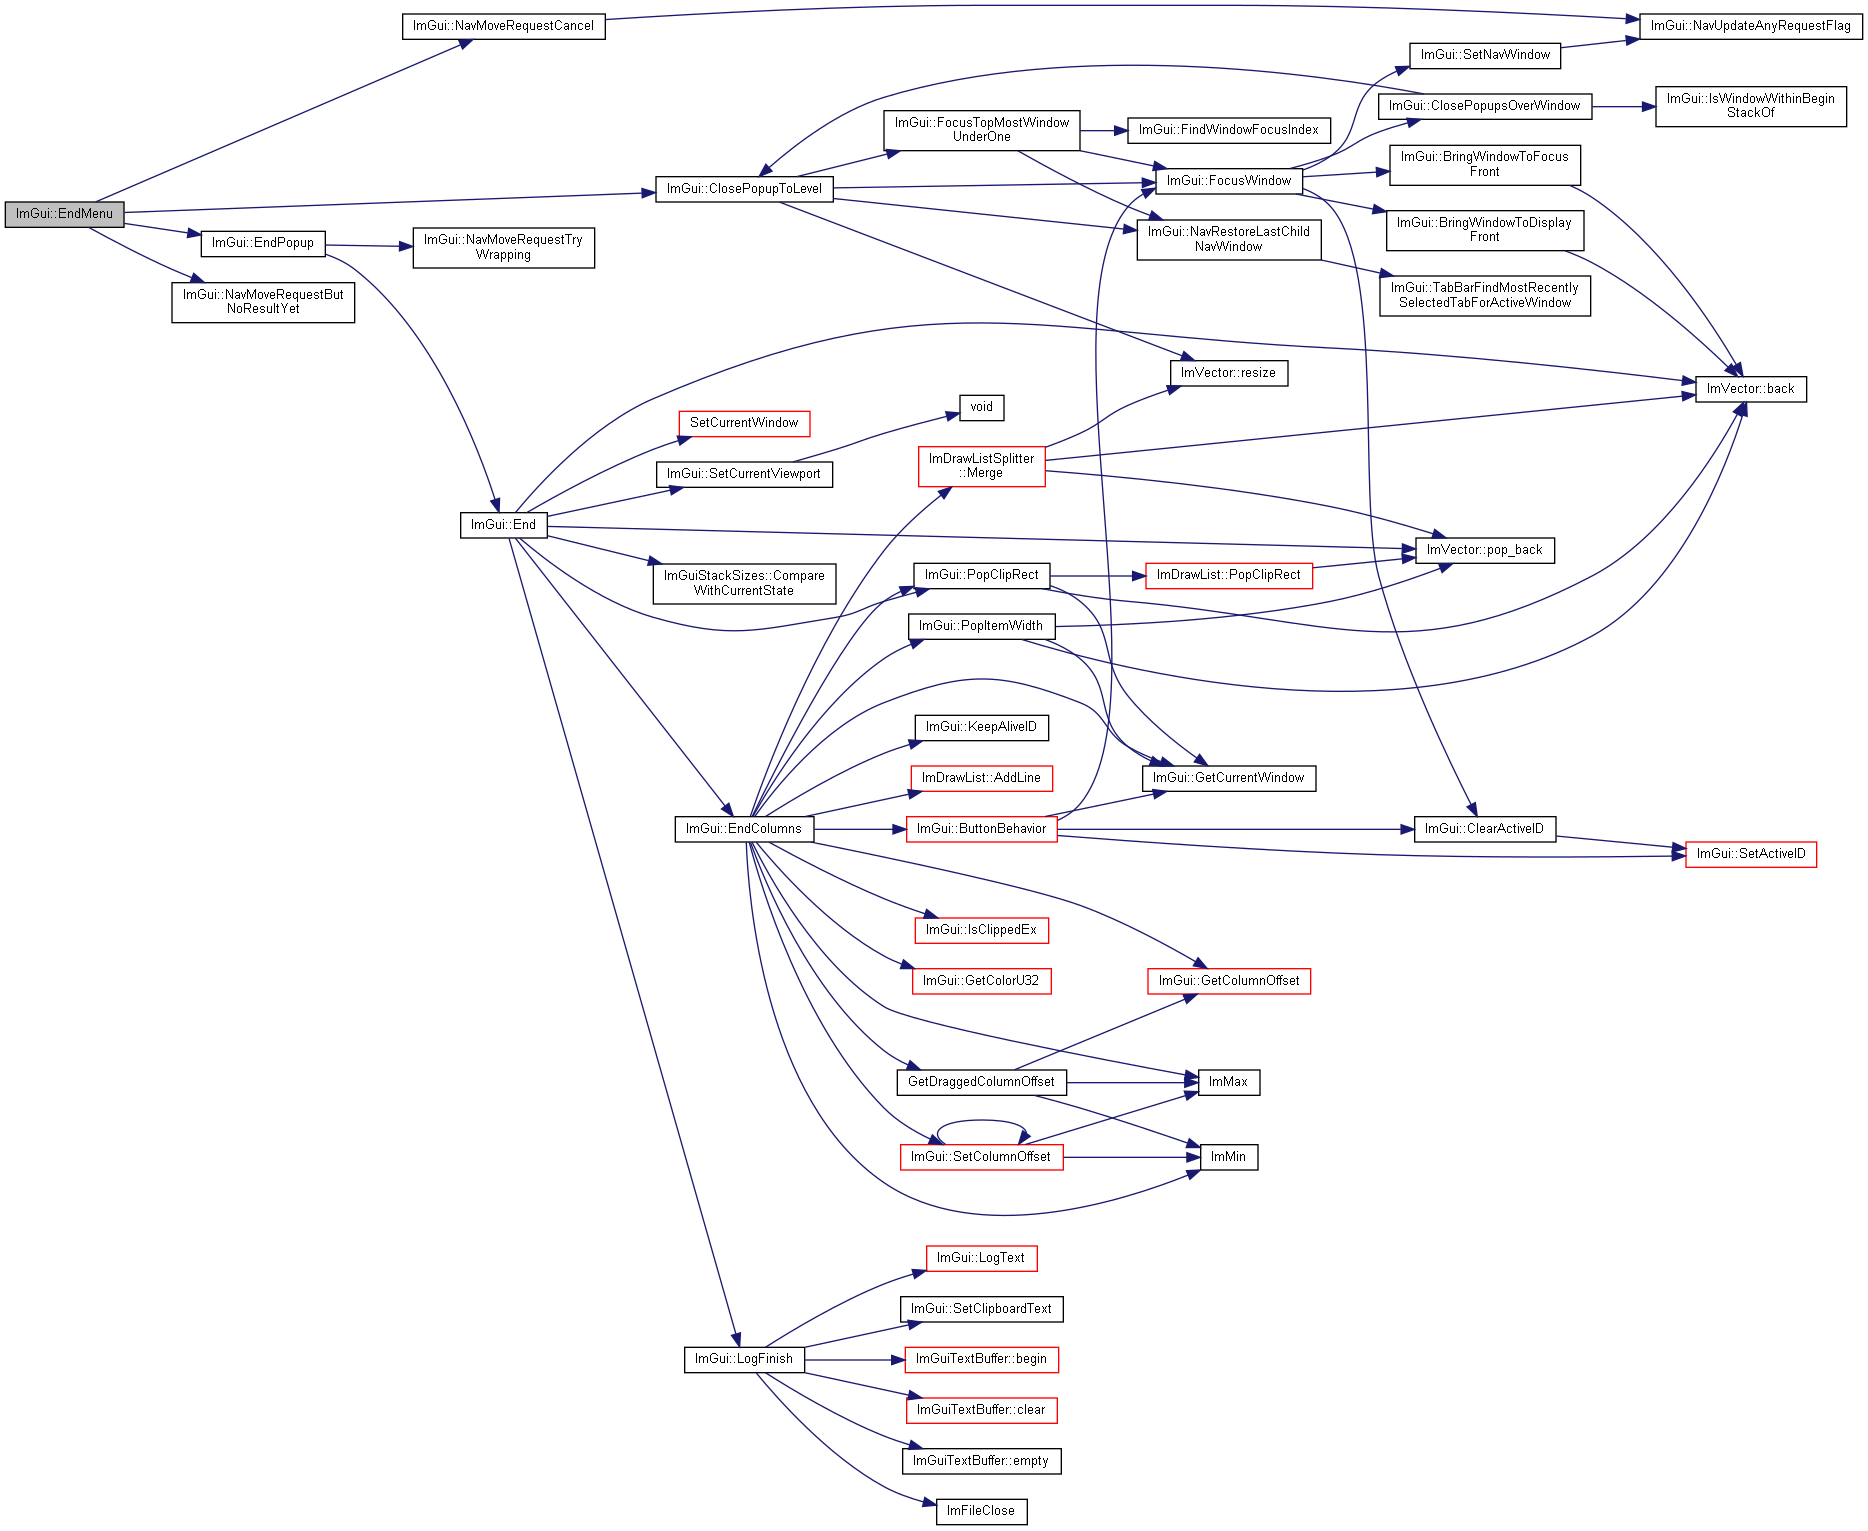 ImGui::NavMoveRequestCancel
ImGui::NavUpdateAnyRequestFlag
ImGui::SetNavWindow
ImGui::ClosePopupsOverWindow
ImGui::IsWindowWithinBegin
StackOf
ImGui::FocusTopMostWindow
UnderOne
ImGui::FindWindowFocusIndex
ImGui::BringWindowToFocus
Front
ImGui::ClosePopupToLevel
ImGui::FocusWindow
ImGui::EndMenu
ImGui::BringWindowToDisplay
Front
ImGui::EndPopup
ImGui::NavMoveRequestTry
Wrapping
ImGui::NavRestoreLastChild
NavWindow
ImGui::NavMoveRequestBut
NoResultYet
ImGui::TabBarFindMostRecently
SelectedTabForActiveWindow
ImVector::resize
ImVector::back
void
SetCurrentWindow
ImGui::SetCurrentViewport
ImDrawListSplitter
::Merge
ImGui::End
ImVector::pop_back
ImGuiStackSizes::Compare
WithCurrentState
ImGui::PopClipRect
ImDrawList::PopClipRect
ImGui::PopItemWidth
ImGui::KeepAliveID
ImDrawList::AddLine
ImGui::GetCurrentWindow
ImGui::EndColumns
ImGui::ButtonBehavior
ImGui::ClearActiveID
ImGui::SetActiveID
ImGui::IsClippedEx
ImGui::GetColorU32
ImGui::GetColumnOffset
GetDraggedColumnOffset
ImMax
ImGui::SetColumnOffset
ImMin
ImGui::LogText
ImGui::SetClipboardText
ImGui::LogFinish
ImGuiTextBuffer::begin
ImGuiTextBuffer::clear
ImGuiTextBuffer::empty
ImFileClose